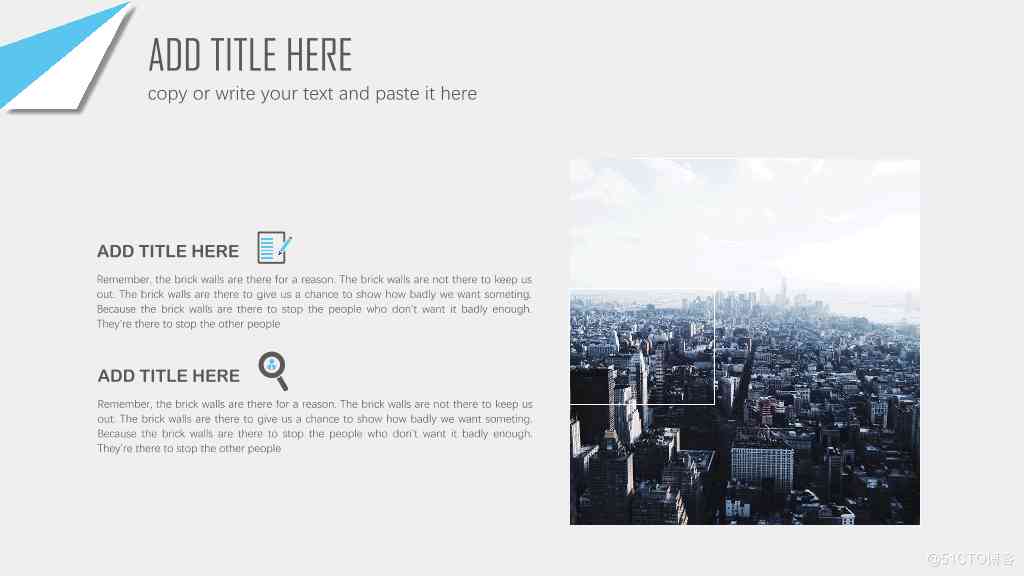 ADD TITLE HERE
copy or write your text and paste it here
ADD TITLE HERE
Remember, the brick walls are there for a reason. The brick walls are not there to keep us
out. The brick walls are there to give us a chance to show how badly we want someting.
Because the brick walls are there to stop the people who don't want it badly enough.
They're there to stop the other people
ADD TITLE HERE
Remember, the brick walls are there for a reason. The brick walls are not there to keep us
out. The brick walls are there to give us a chance to show how badly we want someting.
Because the brick walls are there to stop the people who don't want it badly enough.
They're there to stop the other people
@51CTO博客